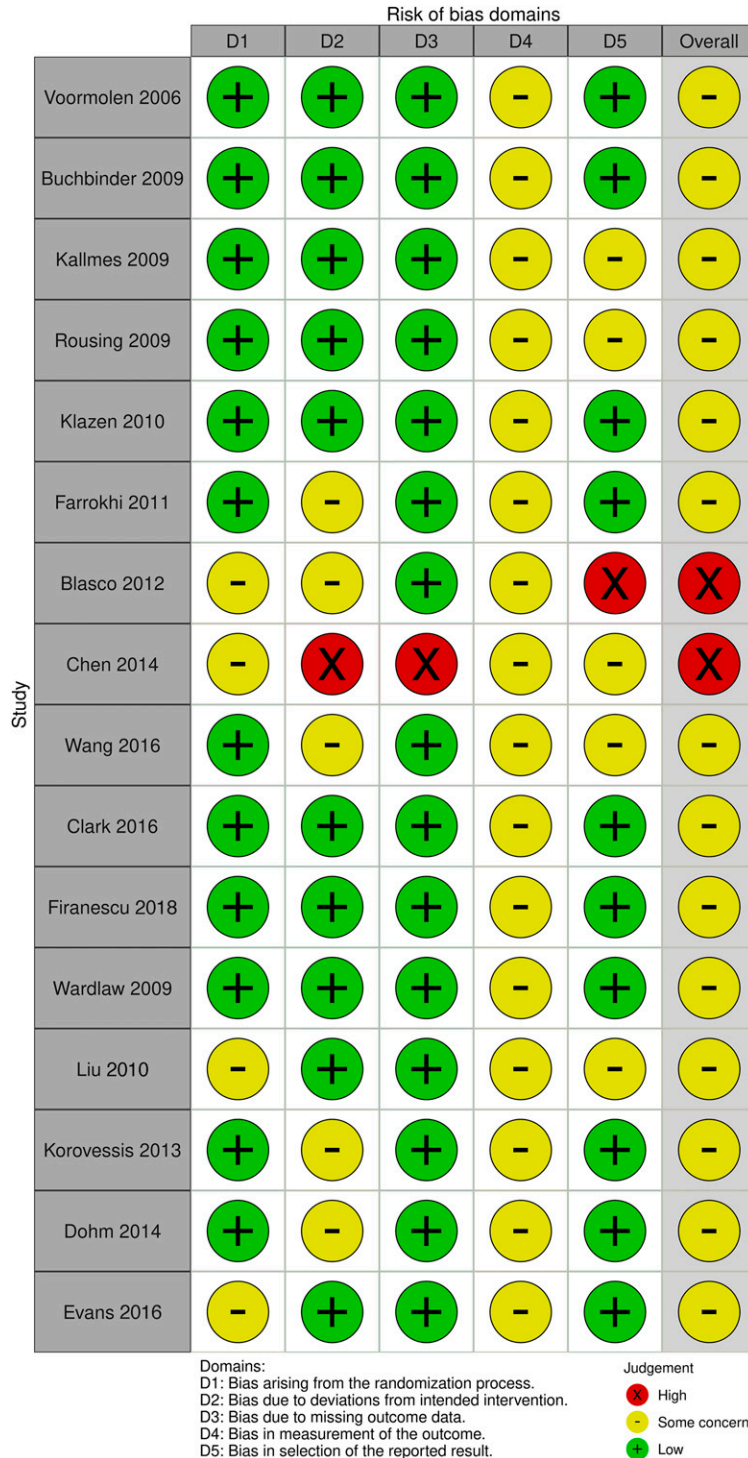 Risk of bias domains
D1 D2 D3 D4 D5 Overall
Study
Voormolen 2006 + + + - + -
Buchbinder 2009 + + + - + -
Kallmes 2009 + + + - - -
Rousing 2009 + + + - - -
Klazen 2010 + + + - + -
Farrokhi 2011 + - + - + -
Blasco 2012 - - + - X X
Chen 2014 - X X - - X
Wang 2016 + - + - - -
Clark 2016 + + + - + -
Firanescu 2018 + + + - + -
Wardlaw 2009 + + + - + -
Liu 2010 - + + - - -
Korovessis 2013 + - + - + -
Dohm 2014 + - + - + -
Evans 2016 - + + - + -
Domains:
D1: Bias arising from the randomization process.
D2: Bias due to deviations from intended intervention.
D3: Bias due to missing outcome data.
D4: Bias in measurement of the outcome.
D5: Bias in selection of the reported result.
Judgement
X High
- Some concern
+ Low